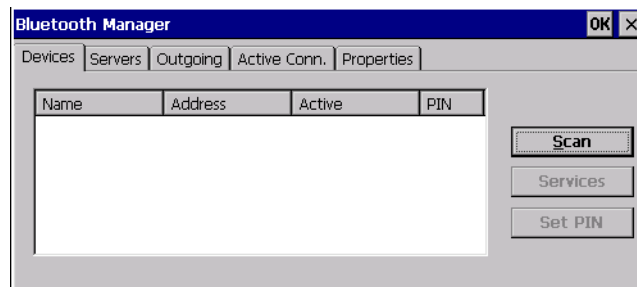 Bluetooth Manager OK ×
Devices Servers Outgoing Active Conn. Properties
Name Address Active PIN
Scan
Services
Set PIN